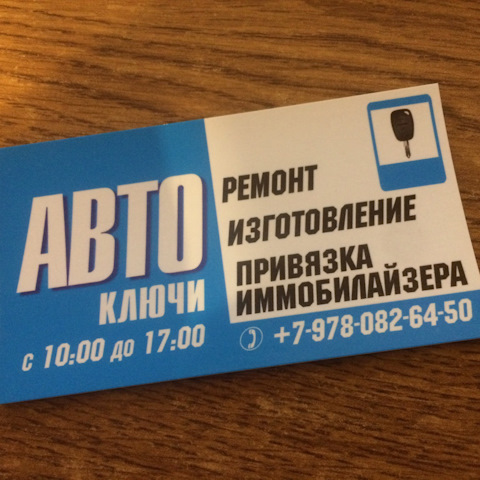 АВТО
КЛЮЧИ
с 10:00 до 17:00
РЕМОНТ
ИЗГОТОВЛЕНИЕ
ПРИВЯЗКА
ИММОБИЛАЙЗЕРА
+7-978-082-64-50